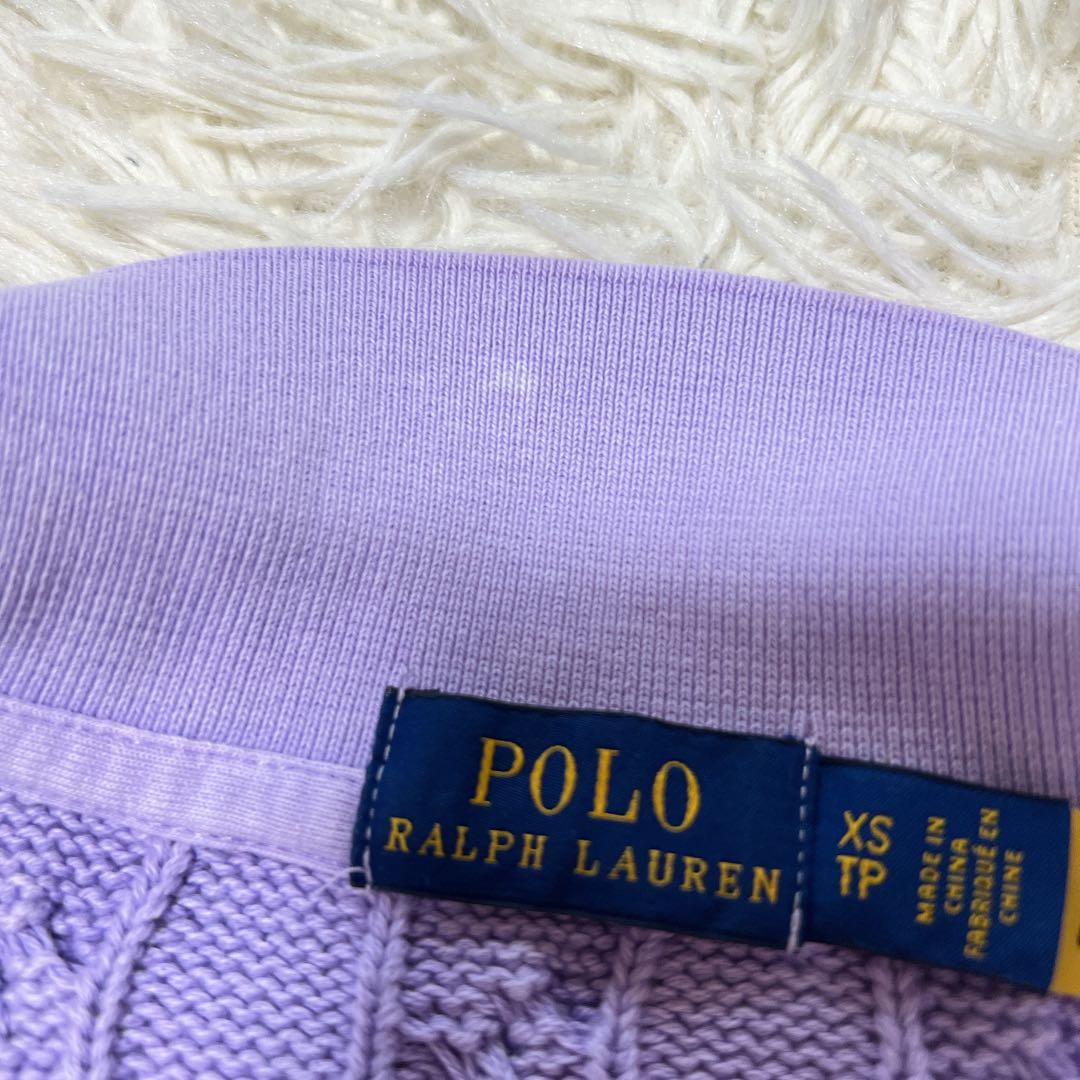 POLO
RALPH LAUREN
XS
TP
MADE IN
CHINA
FABRIQUÉ EN
CHINE